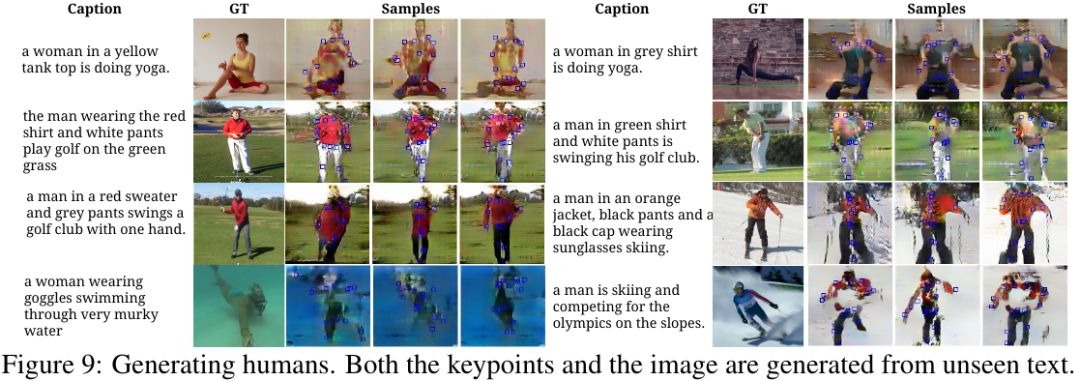 Caption GT Samples Caption GT Samples
a woman in a yellow
tank top is doing yoga.
a woman in grey shirt
is doing yoga.
the man wearing the red
shirt and white pants
play golf on the green
grass
a man in green shirt
and white pants is
swinging his golf club.
a man in a red sweater
and grey pants swings a
golf club with one hand.
a man in an orange
jacket, black pants and a
black cap wearing
sunglasses skiing.
a woman wearing
goggles swimming
through very murky
water
a man is skiing and
competing for the
olympics on the slopes.
Figure 9: Generating humans. Both the keypoints and the image are generated from unseen text.